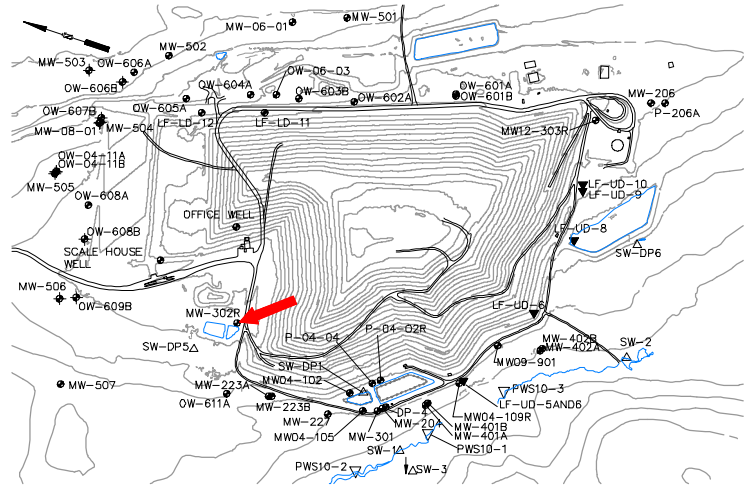 MW-06-01
MW-501
MW-502
MW-503
OW-606A
OW-606B
OW-604A
OW-06-03
OW-603B
OW-605A
LF-LD-12
LF-LD-11
OW-602A
OW-601A
OW-601B
MW-206
P-206A
MW12-303R
OW-607B
MW-08-01
MW-504
OW-04-11A
OW-04-11B
MW-505
OW-608A
OW-608B
OFFICE WELL
SCALE HOUSE
WELL
LF-UD-10
LF-UD-9
LF-UD-8
SW-DP6
MW-506
OW-609B
MW-302R
LF-UD-6
SW-DP5
P-04-04
P-04-02R
SW-DP1
MW04-102
MW-402B
MW-402A
SW-2
MW09-901
MW-507
MW-223A
OW-611A
MW-223B
MW-227
MW04-105
MW-301
DP-4
MW-204
PWS10-3
LF-UD-5AND6
MW04-109R
MW-401B
MW-401A
PWS10-1
SW-1
PWS10-2
SW-3